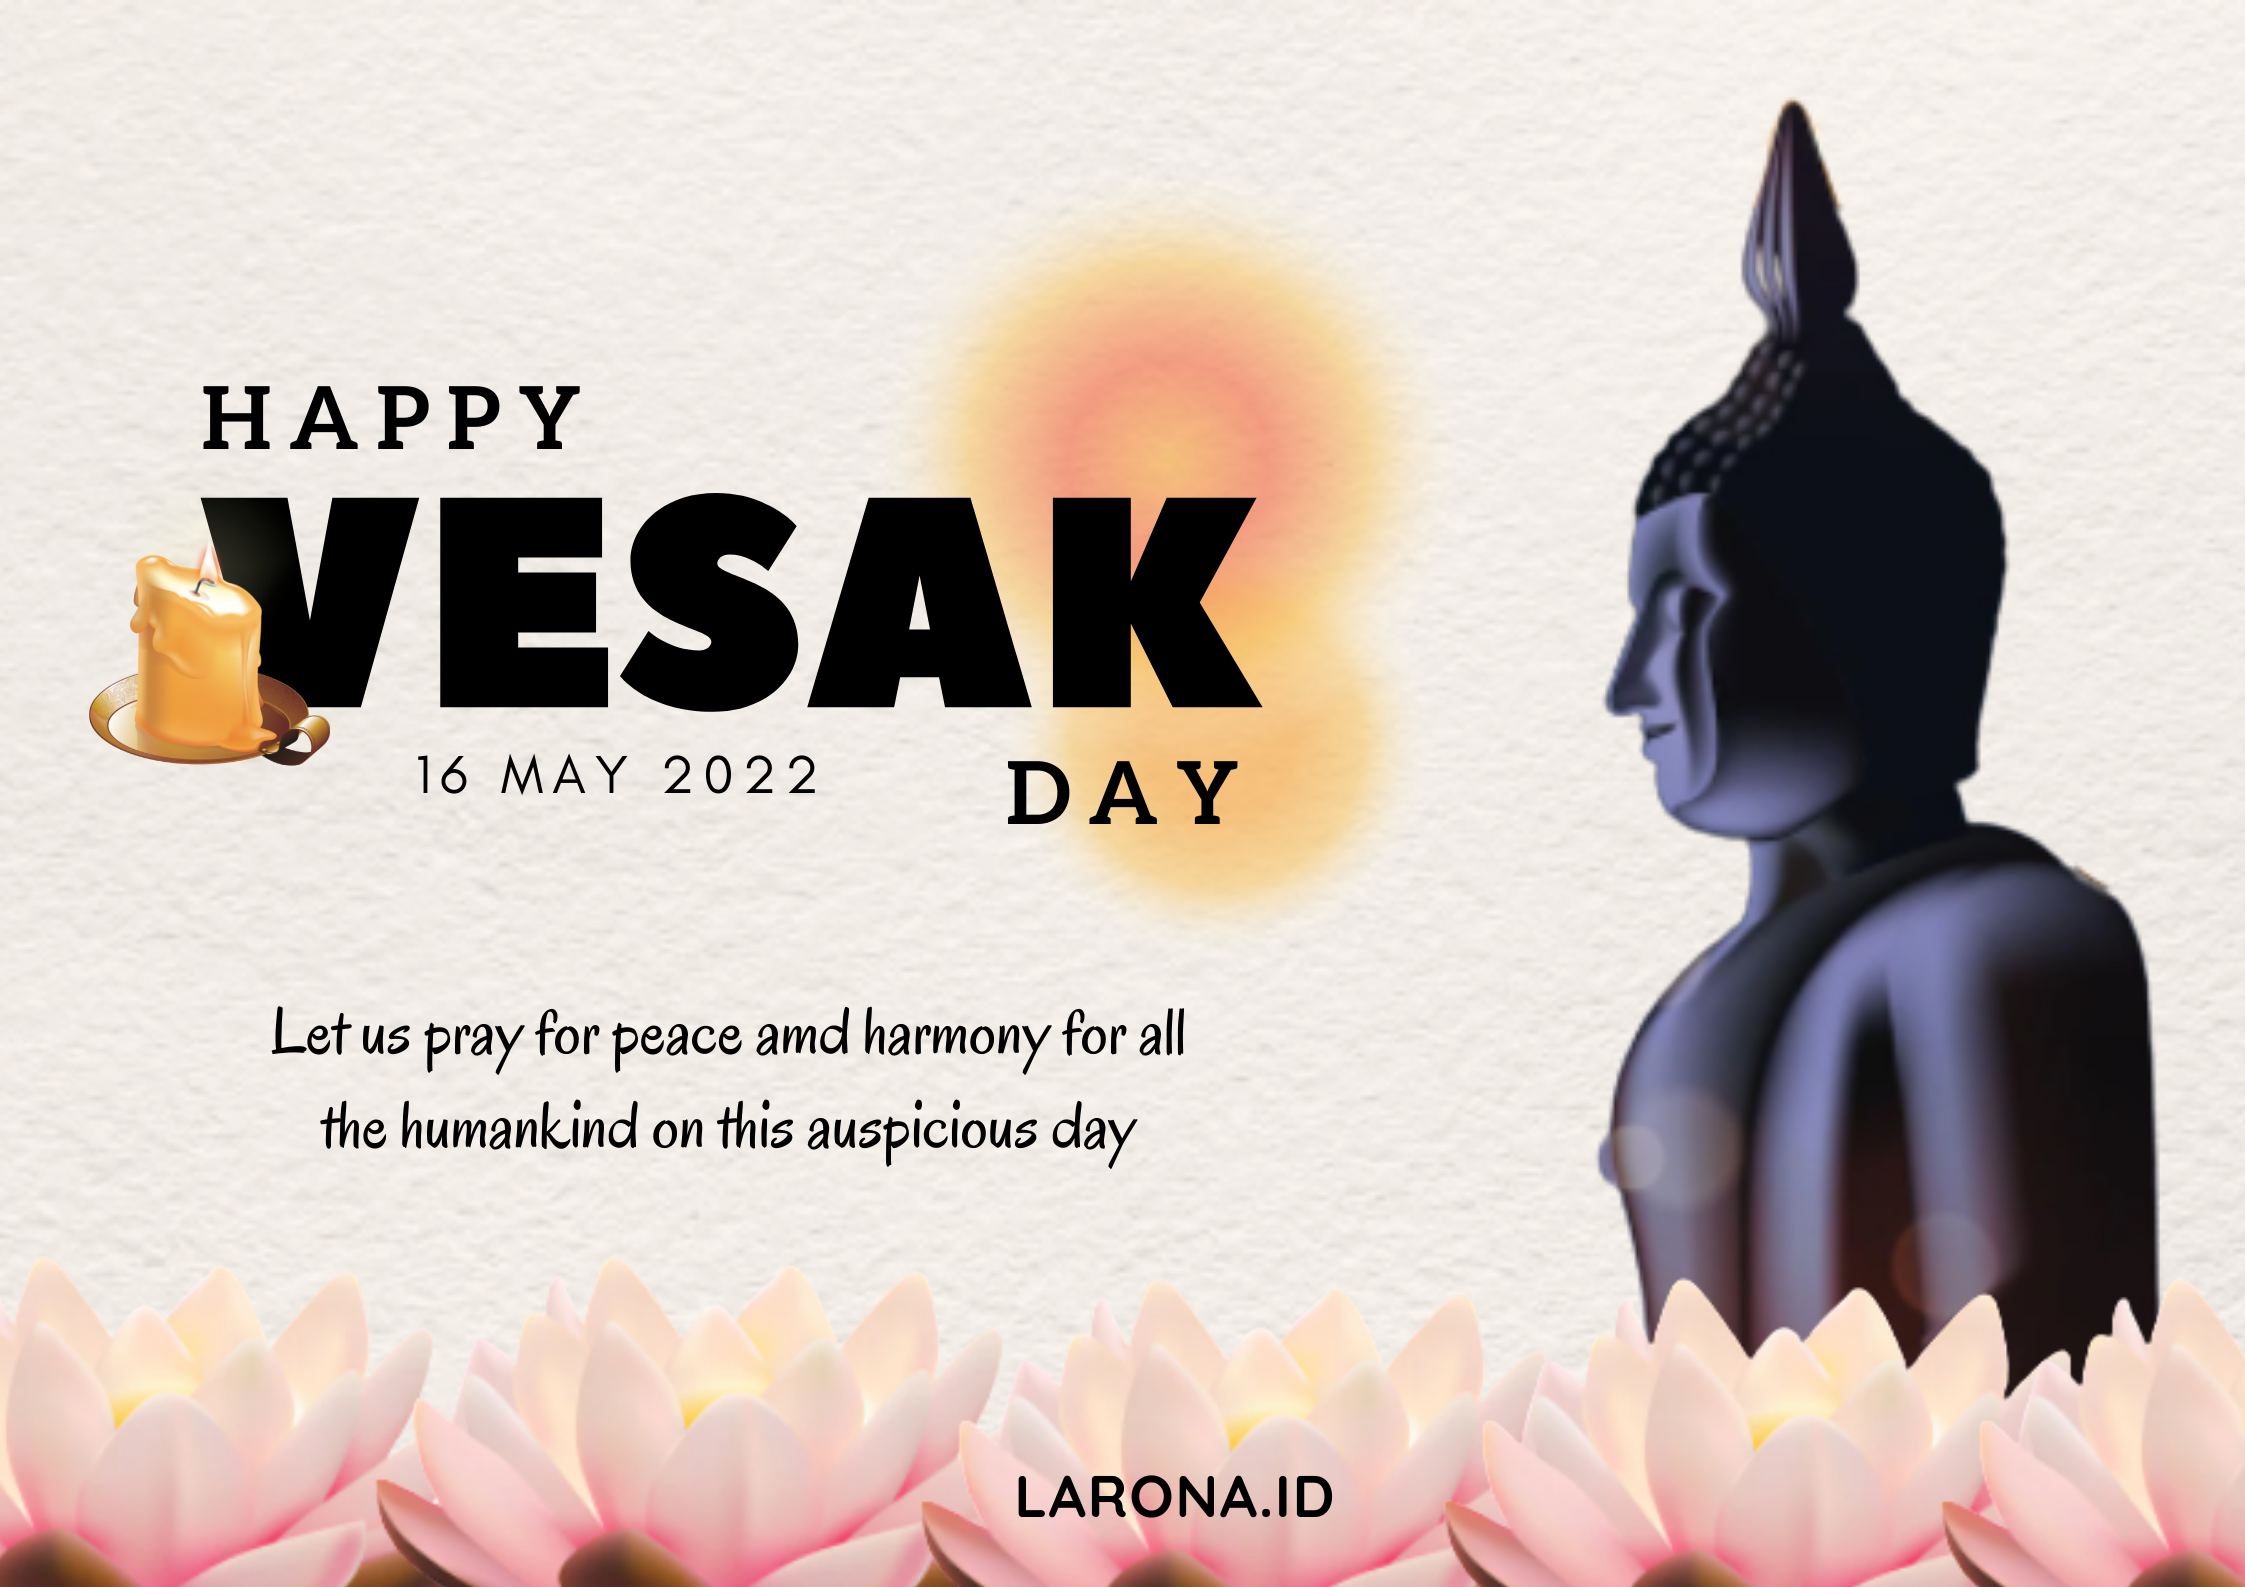 HAPPY
VESAK
16 MAY 2022
DAY
Let us pray for peace amd harmony for all
the humankind on this auspicious day
LARONA.ID